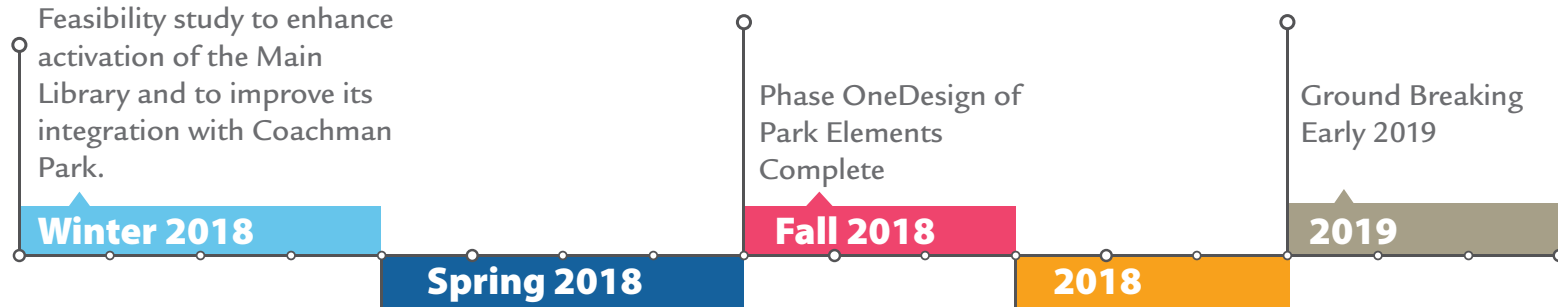 Feasibility study to enhance
activation of the Main
Library and to improve its
integration with Coachman
Park.
Winter 2018
Spring 2018
Phase OneDesign of
Park Elements
Complete
Fall 2018
2018
Ground Breaking
Early 2019
2019